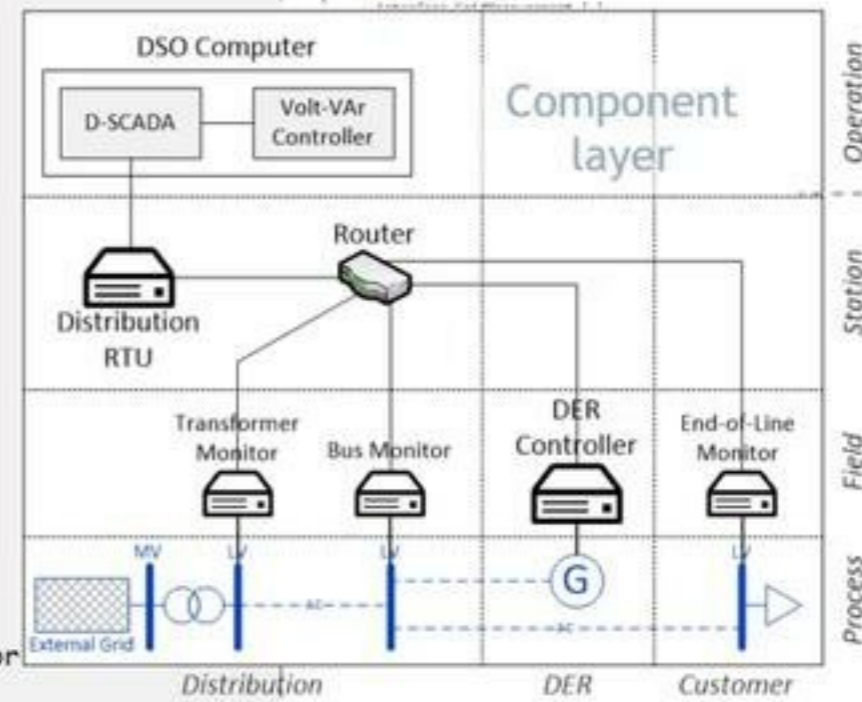 DSO Computer
D-SCADA
Volt-VAr
Controller
Component
layer
Operation
Router
Distribution
RTU
Station
Transformer
Monitor
Bus Monitor
DER
Controller
End-of-Line
Monitor
Field
MV
LV
LV
LV
G
AC
AC
External Grid
Process
or
Distribution
DER
Customer